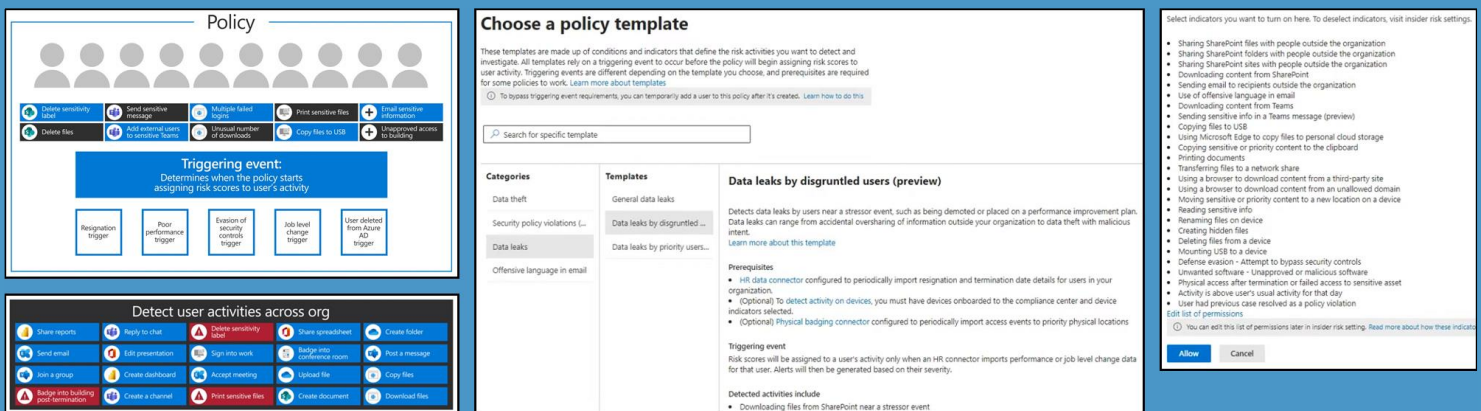 Policy
Delete sensitivity label
Send sensitive message
Multiple failed logins
Print sensitive files
Email sensitive information
Delete files
Add external users to sensitive Teams
Unusual number of downloads
Copy files to USB
Unapproved access to building
Triggering event:
Determines when the policy starts
assigning risk scores to user's activity
Resignation trigger
Poor performance trigger
Evasion of security controls trigger
Job level change trigger
User deleted from Azure AD trigger
Detect user activities across org
Share reports
Reply to chat
Delete sensitivity label
Share spreadsheet
Create folder
Send email
Edit presentation
Sign into work
Badge into conference room
Post a message
Join a group
Create dashboard
Accept meeting
Upload file
Copy files
Badge into building post-termination
Create a channel
Print sensitive files
Create document
Download files
Choose a policy template
These templates are made up of conditions and indicators that define the risk activities you want to detect and
investigate. All templates rely on a triggering event to occur before the policy will begin assigning risk scores to
user activity. Triggering events are different depending on the template you choose, and prerequisites are required
for some policies to work. Learn more about templates
To bypass triggering event requirements, you can temporarily add a user to this policy after it's created. Learn how to do this
Search for specific template
Categories
Data theft
Security policy violations (...
Data leaks
Offensive language in email
Templates
General data leaks
Data leaks by disgruntled ...
Data leaks by priority users...
Data leaks by disgruntled users (preview)
Detects data leaks by users near a stressor event, such as being demoted or placed on a performance improvement plan.
Data leaks can range from accidental oversharing of information outside your organization to data theft with malicious
intent.
Learn more about this template
Prerequisites
• HR data connector configured to periodically import resignation and termination date details for users in your
organization.
• (Optional) To detect activity on devices, you must have devices onboarded to the compliance center and device
indicators selected.
• (Optional) Physical badging connector configured to periodically import access events to priority physical locations
Triggering event
Risk scores will be assigned to a user's activity only when an HR connector imports performance or job level change data
for that user. Alerts will then be generated based on their severity.
Detected activities include
• Downloading files from SharePoint near a stressor event
Select indicators you want to turn on here. To deselect indicators, visit insider risk settings.
• Sharing SharePoint files with people outside the organization
• Sharing SharePoint folders with people outside the organization
• Sharing SharePoint sites with people outside the organization
• Downloading content from SharePoint
• Sending email to recipients outside the organization
• Use of offensive language in email
• Downloading content from Teams
• Sending sensitive info in a Teams message (preview)
• Copying files to USB
• Using Microsoft Edge to copy files to personal cloud storage
• Copying sensitive or priority content to the clipboard
• Printing documents
• Transferring files to a network share
• Using a browser to download content from a third-party site
• Using a browser to download content from an unallowed domain
• Moving sensitive or priority content to a new location on a device
• Reading sensitive info
• Renaming files on device
• Creating hidden files
• Deleting files from a device
• Mounting USB to a device
• Defense evasion - Attempt to bypass security controls
• Unwanted software - Unapproved or malicious software
• Physical access after termination or failed access to sensitive asset
• Activity is above user's usual activity for that day
• User had previous case resolved as a policy violation
Edit list of permissions
You can edit this list of permissions later in insider risk setting. Read more about how these indicato
Allow
Cancel